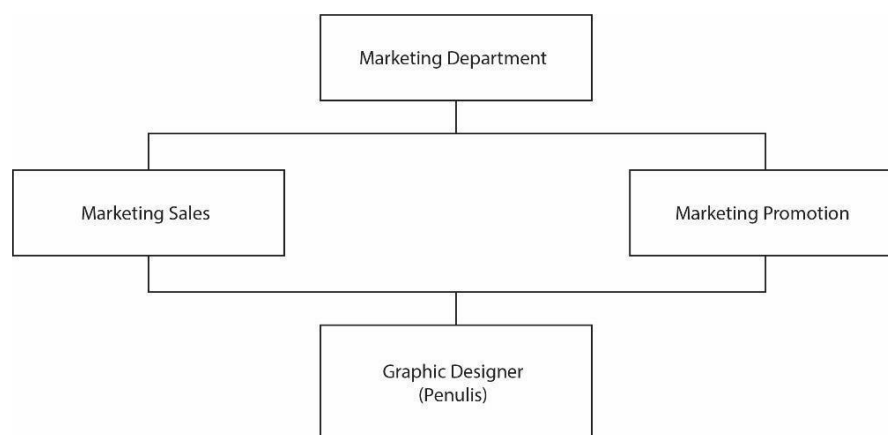 Marketing Department
Marketing Sales
Marketing Promotion
Graphic Designer
(Penulis)